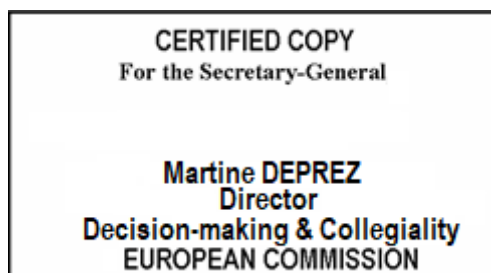 CERTIFIED COPY
For the Secretary-General
Martine DEPREZ
Director
Decision-making & Collegiality
EUROPEAN COMMISSION